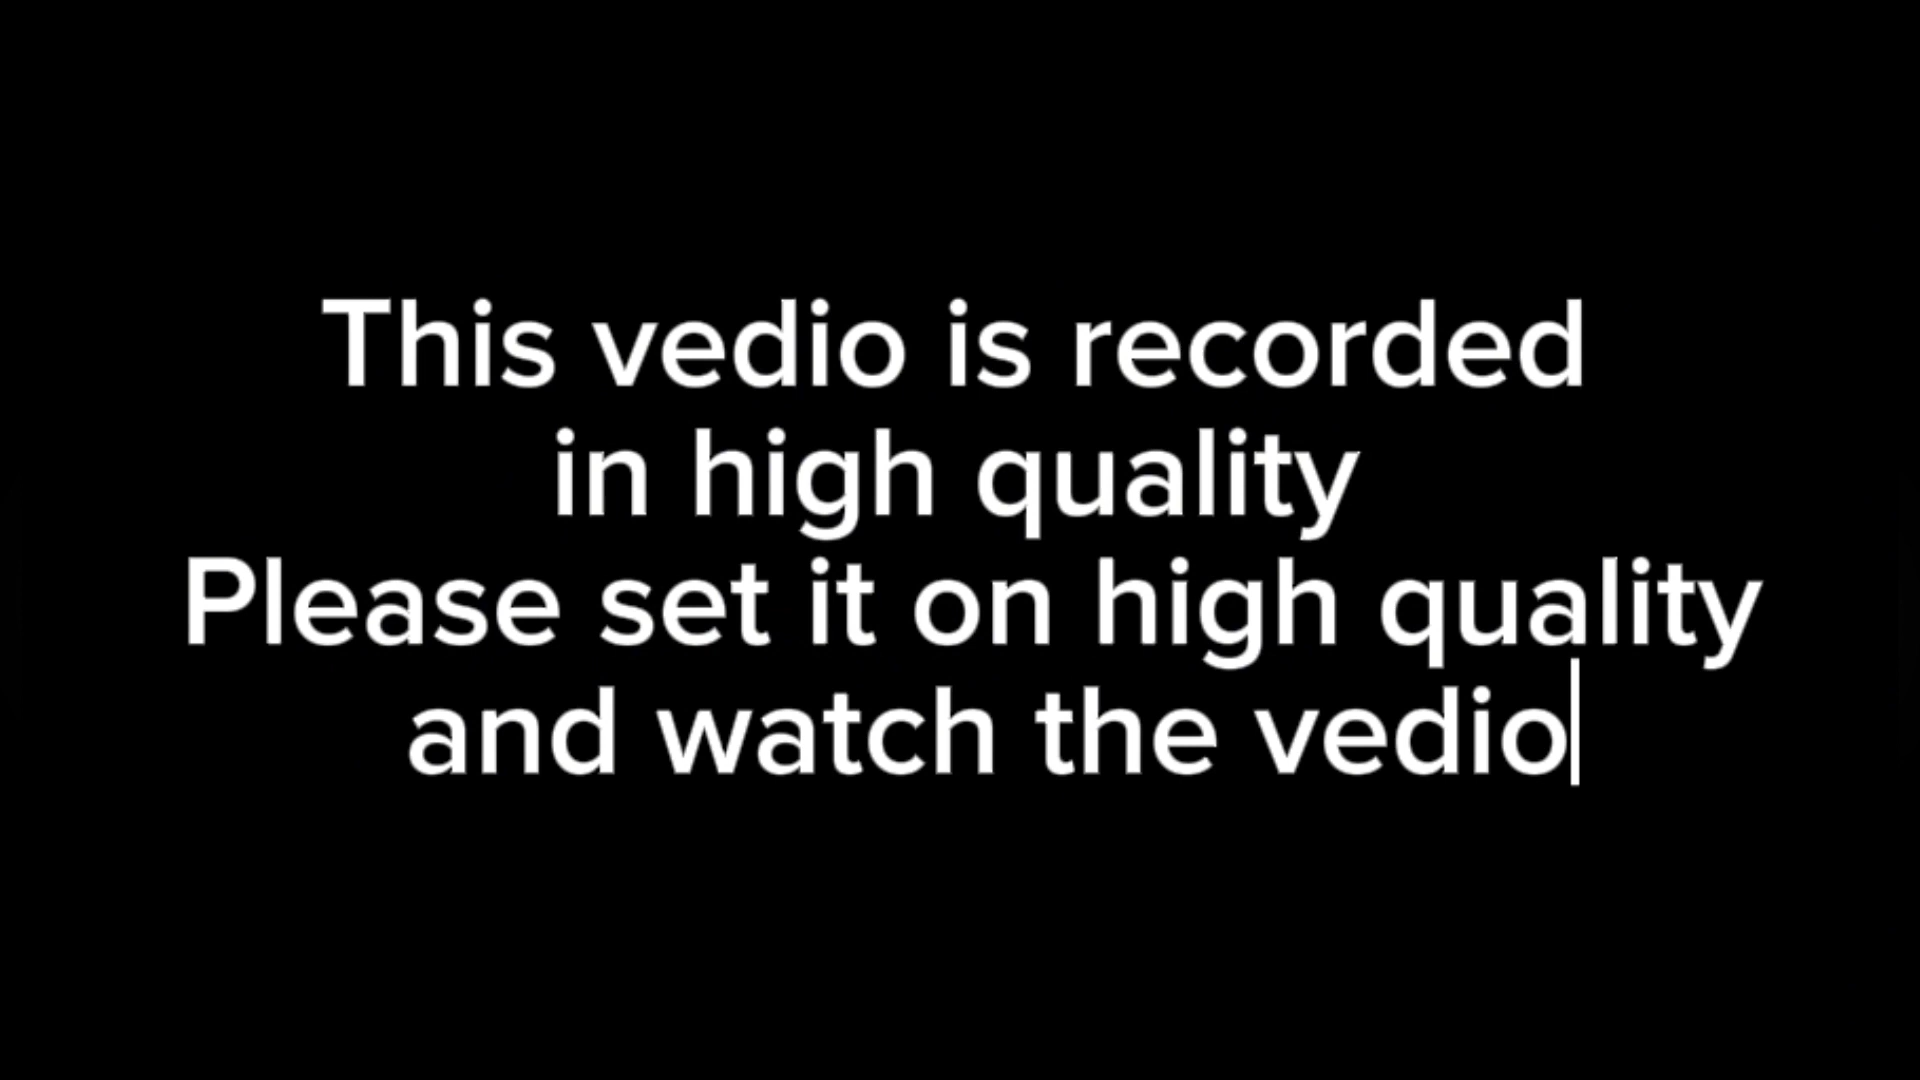 This vedio is recorded
in high quality
Please set it on high quality
and watch the vedio